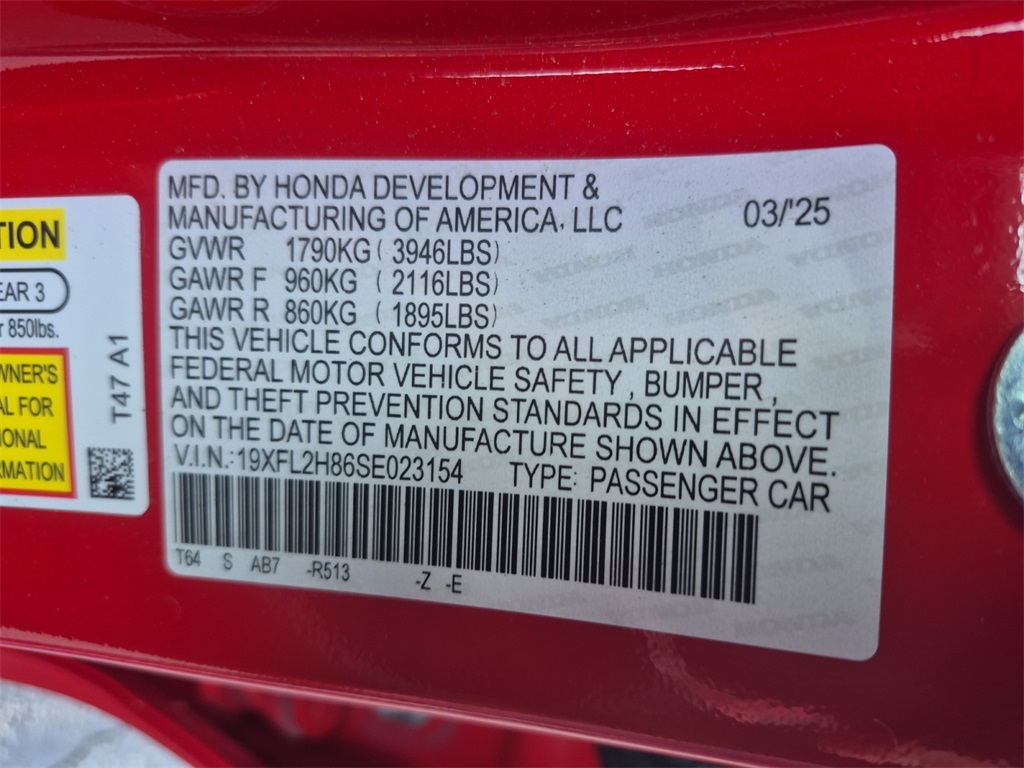 TION
EAR 3
r 850lbs.
WNER'S
AL FOR
IONAL
RMATION
T47 A1
MFD. BY HONDA DEVELOPMENT &
MANUFACTURING OF AMERICA, LLC 03/'25
GVWR 1790KG ( 3946LBS)
GAWR F 960KG ( 2116LBS)
GAWR R 860KG ( 1895LBS)
THIS VEHICLE CONFORMS TO ALL APPLICABLE
FEDERAL MOTOR VEHICLE SAFETY , BUMPER ,
AND THEFT PREVENTION STANDARDS IN EFFECT
ON THE DATE OF MANUFACTURE SHOWN ABOVE.
V.I.N.:19XFL2H86SE023154 TYPE: PASSENGER CAR
T64 S AB7 -R513 -Z -E